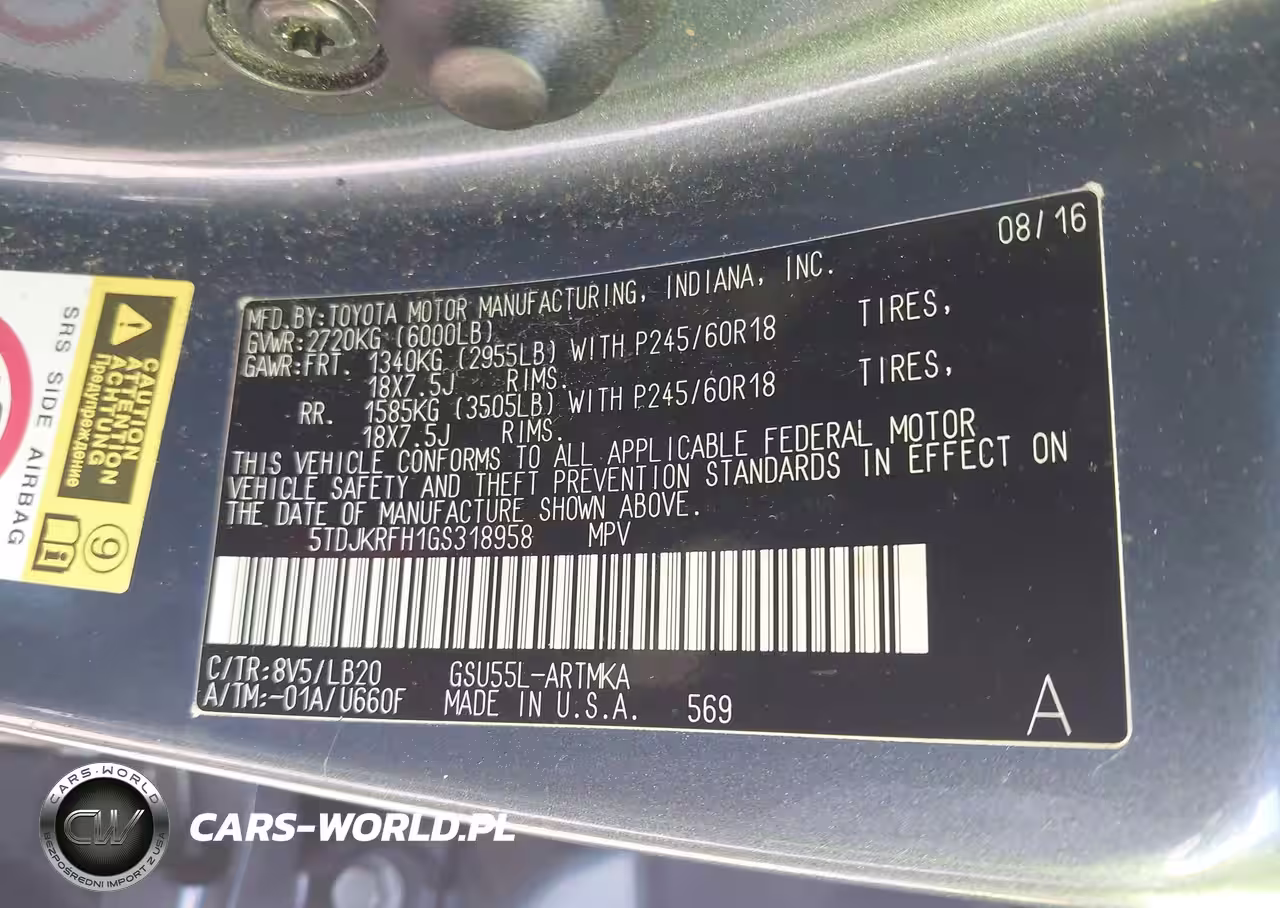 08/16
MFD.BY:TOYOTA MOTOR MANUFACTURING, INDIANA, INC.
GVWR:2720KG (6000LB)
GAWR:FRT. 1340KG (2955LB) WITH P245/60R18 TIRES,
18X7.5J RIMS.
RR. 1585KG (3505LB) WITH P245/60R18 TIRES,
18X7.5J RIMS.
THIS VEHICLE CONFORMS TO ALL APPLICABLE FEDERAL MOTOR
VEHICLE SAFETY AND THEFT PREVENTION STANDARDS IN EFFECT ON
THE DATE OF MANUFACTURE SHOWN ABOVE.
5TDJKRFH1GS318958 MPV
C/TR:8V5/LB20 GSU55L-ARTMKA
A/TM:-01A/U660F MADE IN U.S.A. 569
A
CAUTION
ATTENTION
ACHTUNG
Предупреждение
SRS SIDE AIRBAG
9
i
CARS-WORLD
CW
BEZPOŚREDNI IMPORT Z USA
CARS-WORLD.PL